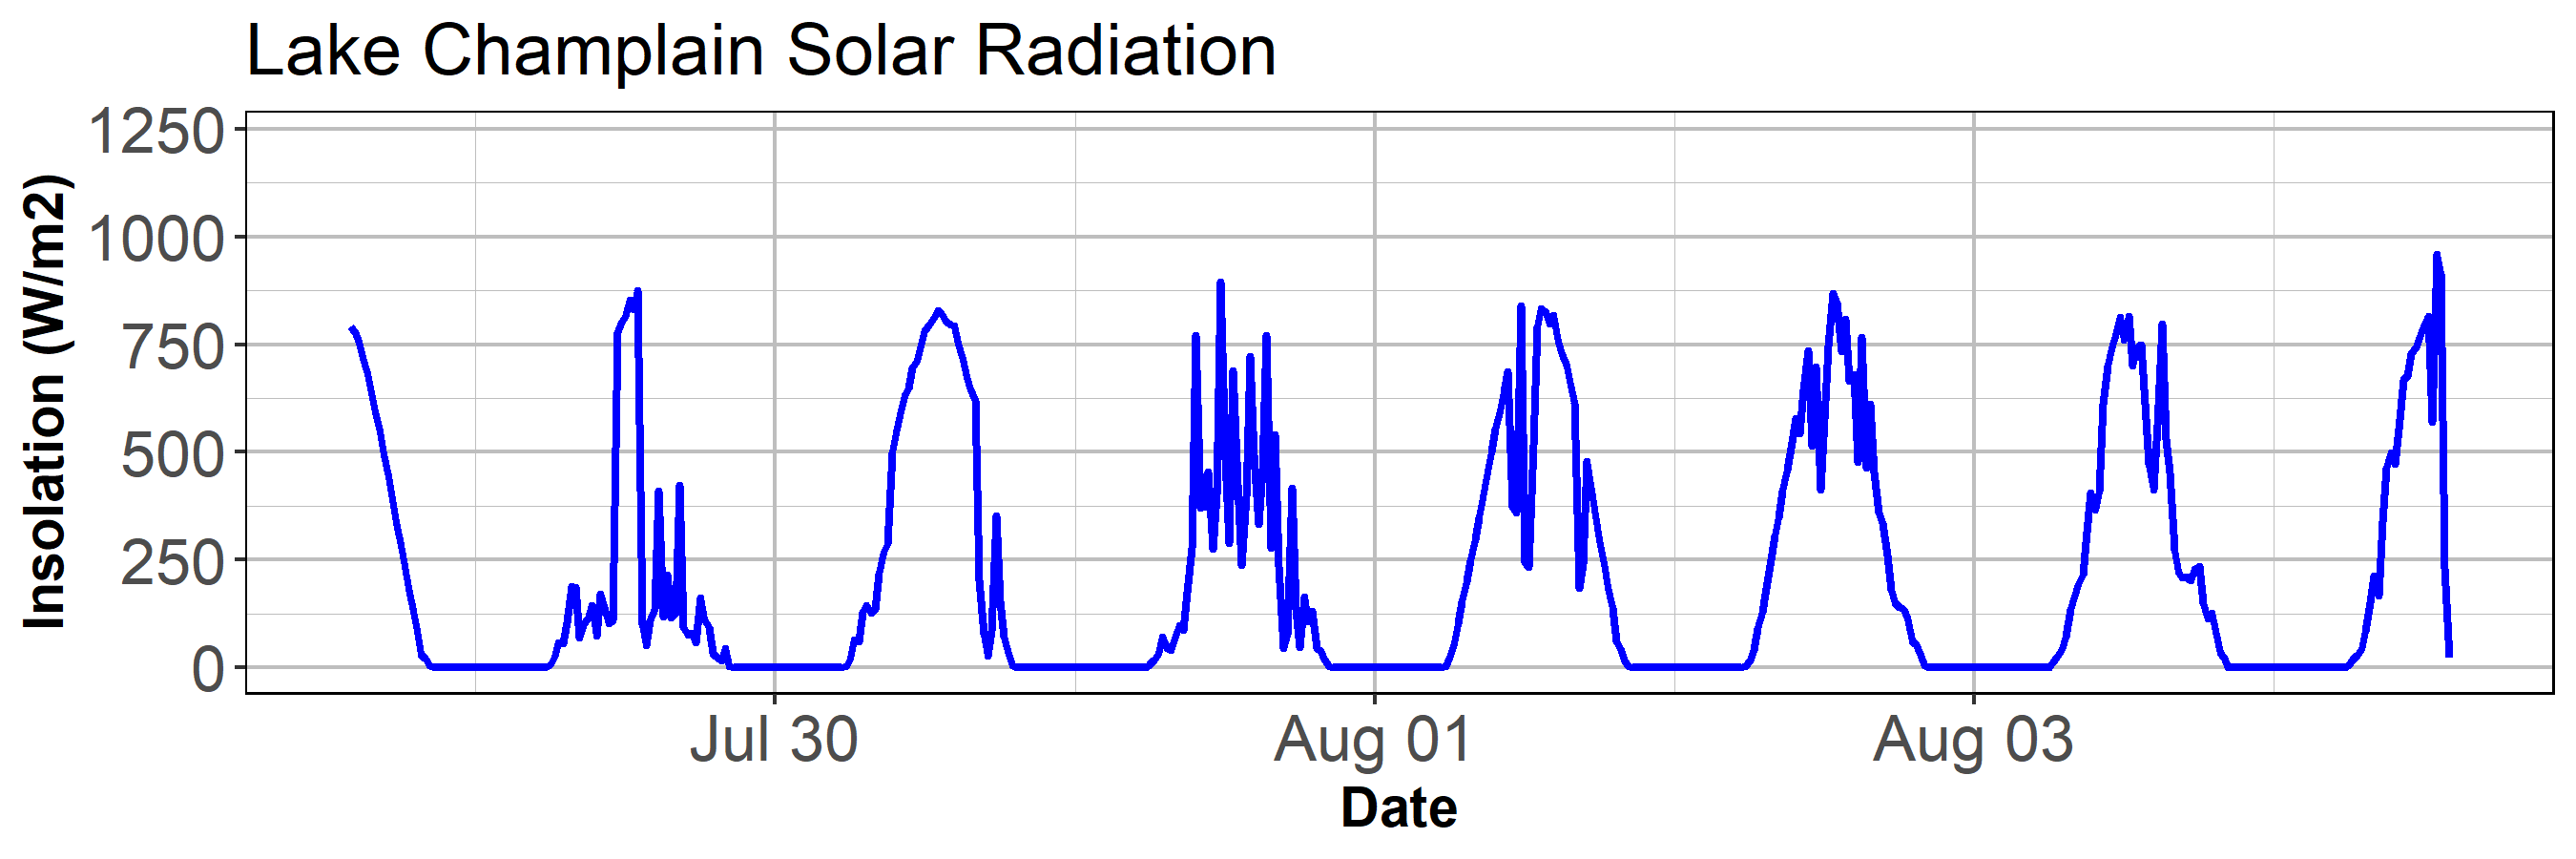 Lake Champlain Solar Radiation
Insolation (W/m2)
1250
1000
750
500
250
0
Jul 30 Aug 01 Aug 03
Date